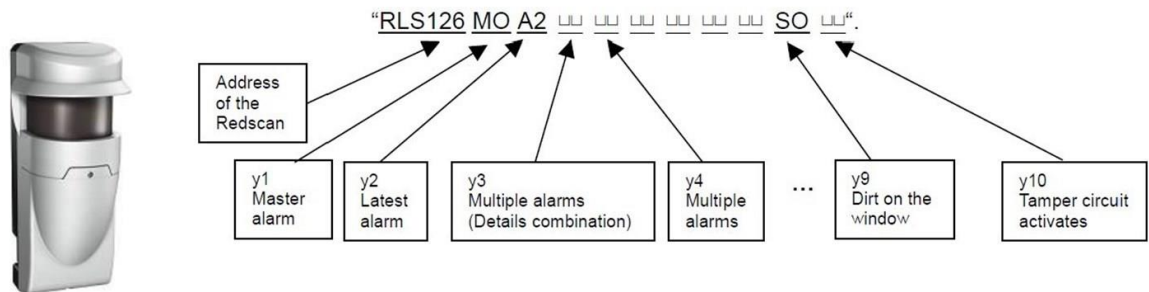 “RLS126 MO A2 ␣␣ ␣␣ ␣␣ ␣␣ ␣␣ ␣␣ SO ␣␣“.
Address
of the
Redscan
y1
Master
alarm
y2
Latest
alarm
y3
Multiple alarms
(Details combination)
y4
Multiple
alarms
...
y9
Dirt on the
window
y10
Tamper circuit
activates